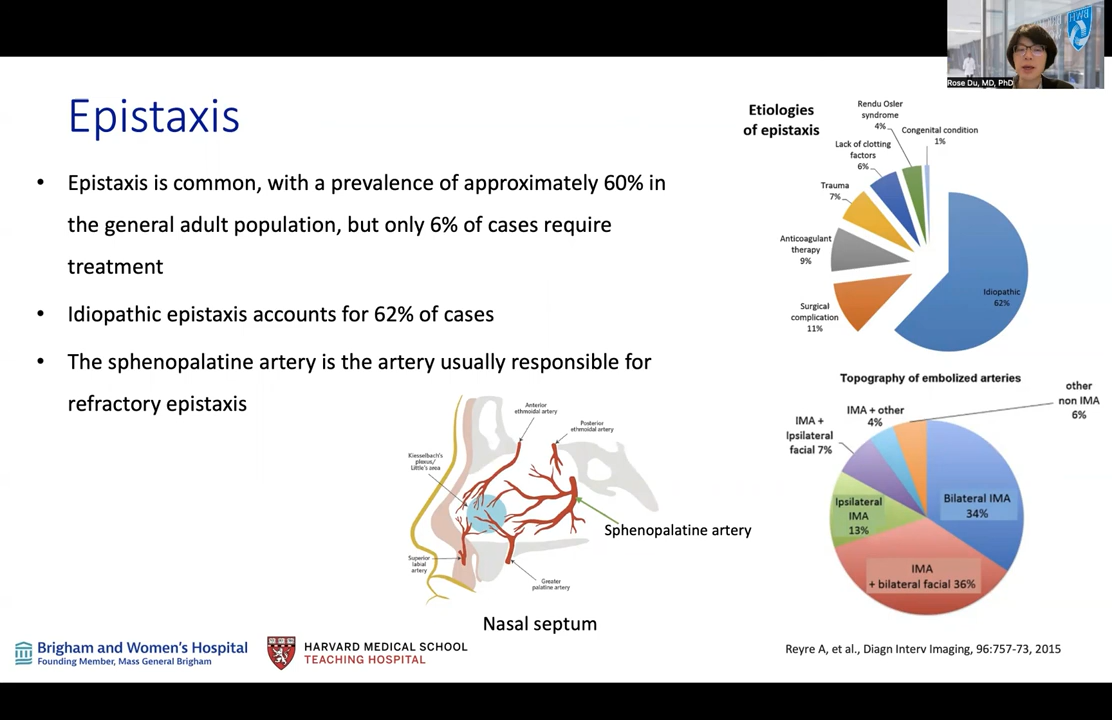 Rose Du, MD, PhD
Epistaxis
• Epistaxis is common, with a prevalence of approximately 60% in
the general adult population, but only 6% of cases require
treatment
• Idiopathic epistaxis accounts for 62% of cases
• The sphenopalatine artery is the artery usually responsible for
refractory epistaxis
Etiologies
of epistaxis
Rendu Osler
syndrome
4%
Congenital condition
1%
Lack of clotting
factors
6%
Trauma
7%
Anticoagulant
therapy
9%
Surgical
complication
11%
Idiopathic
62%
Topography of embolized arteries
other
non IMA
6%
IMA + other
4%
IMA +
Ipsilateral
facial 7%
Ipsilateral
IMA
13%
Bilateral IMA
34%
IMA
+ bilateral facial 36%
Anterior
ethmoidal artery
Posterior
ethmoidal artery
Kiesselbach's
plexus/
Little's area
Sphenopalatine artery
Superior
labial
artery
Greater
palatine artery
Nasal septum
Brigham and Women's Hospital
Founding Member, Mass General Brigham
HARVARD MEDICAL SCHOOL
TEACHING HOSPITAL
Reyre A, et al., Diagn Interv Imaging, 96:757-73, 2015